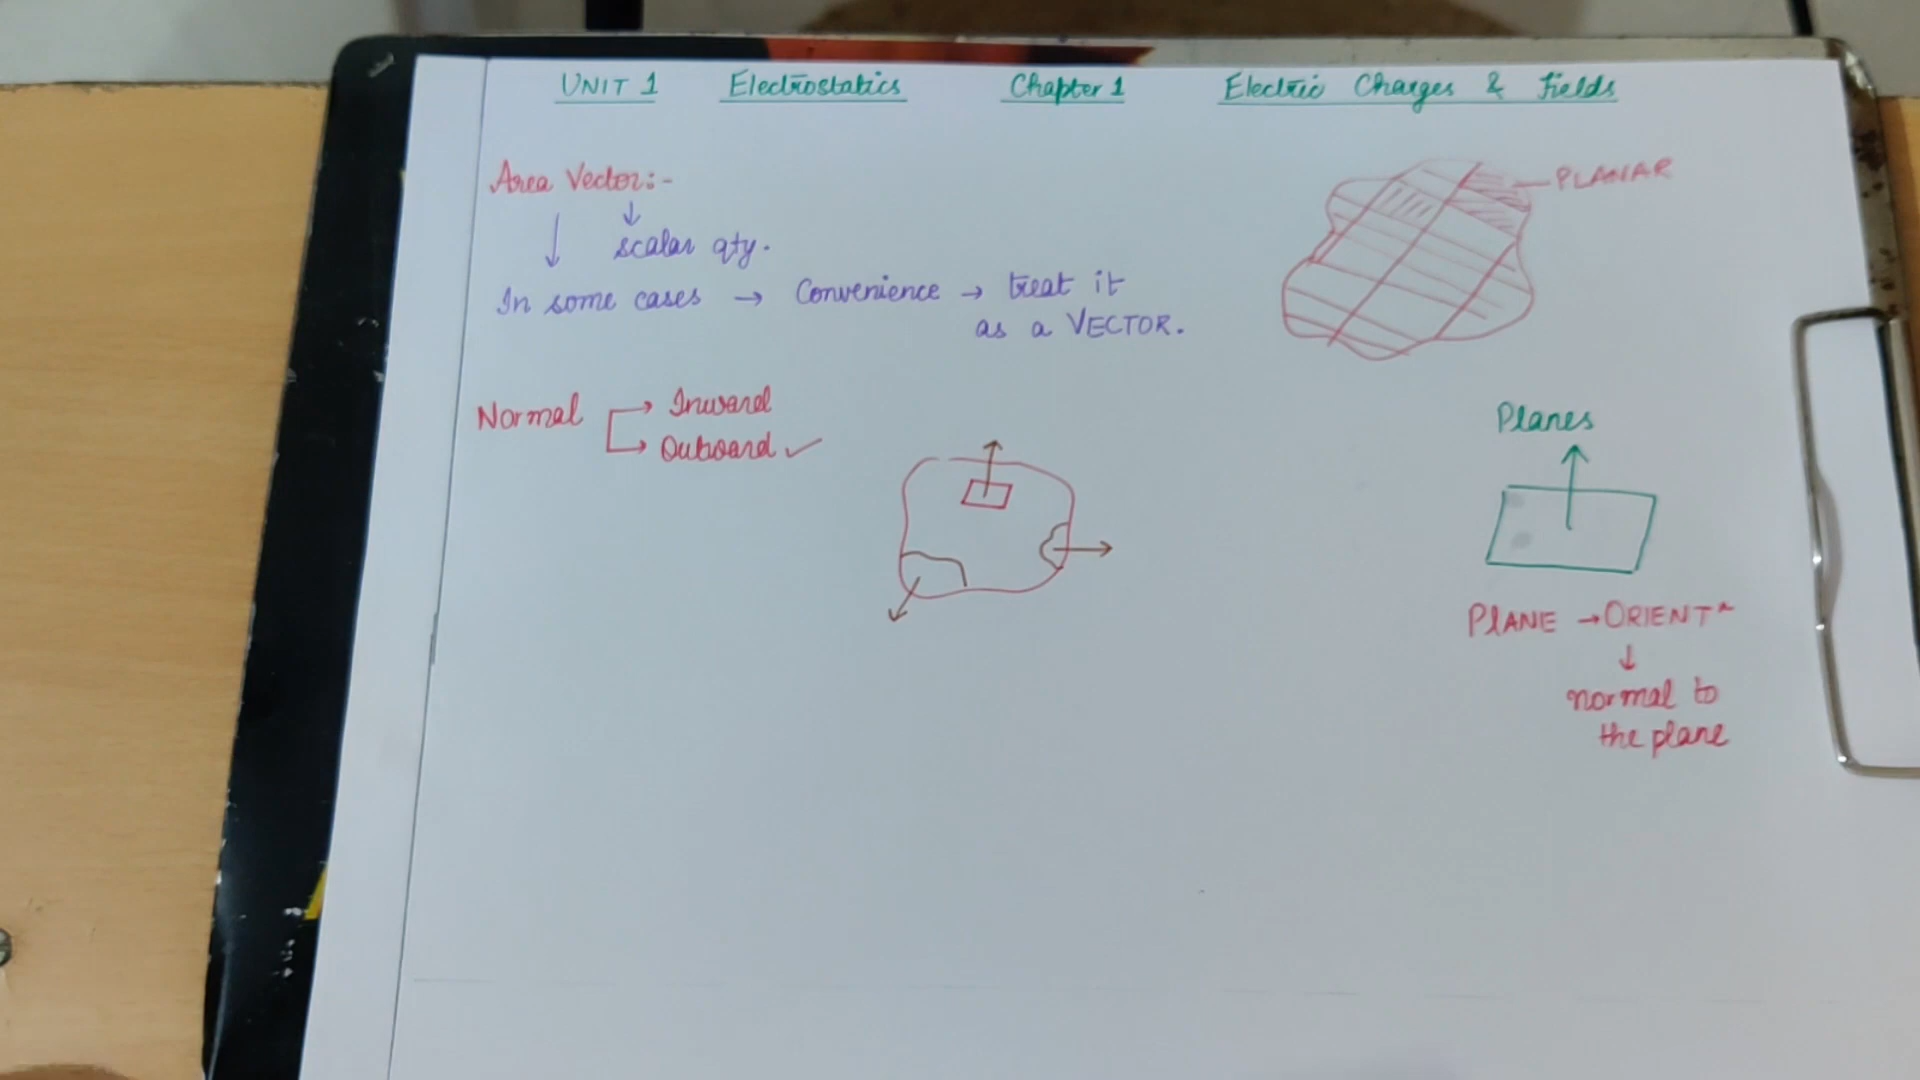 UNIT 1 Electrostatics Chapter 1 Electric Charges & Fields
Area Vector:-
scalar qty.
In some cases → Convenience → treat it
as a VECTOR.
PLANAR
Normal → Inward
→ Outward ✓
Planes
PLANE → ORIENTⁿ
↓
normal to
the plane